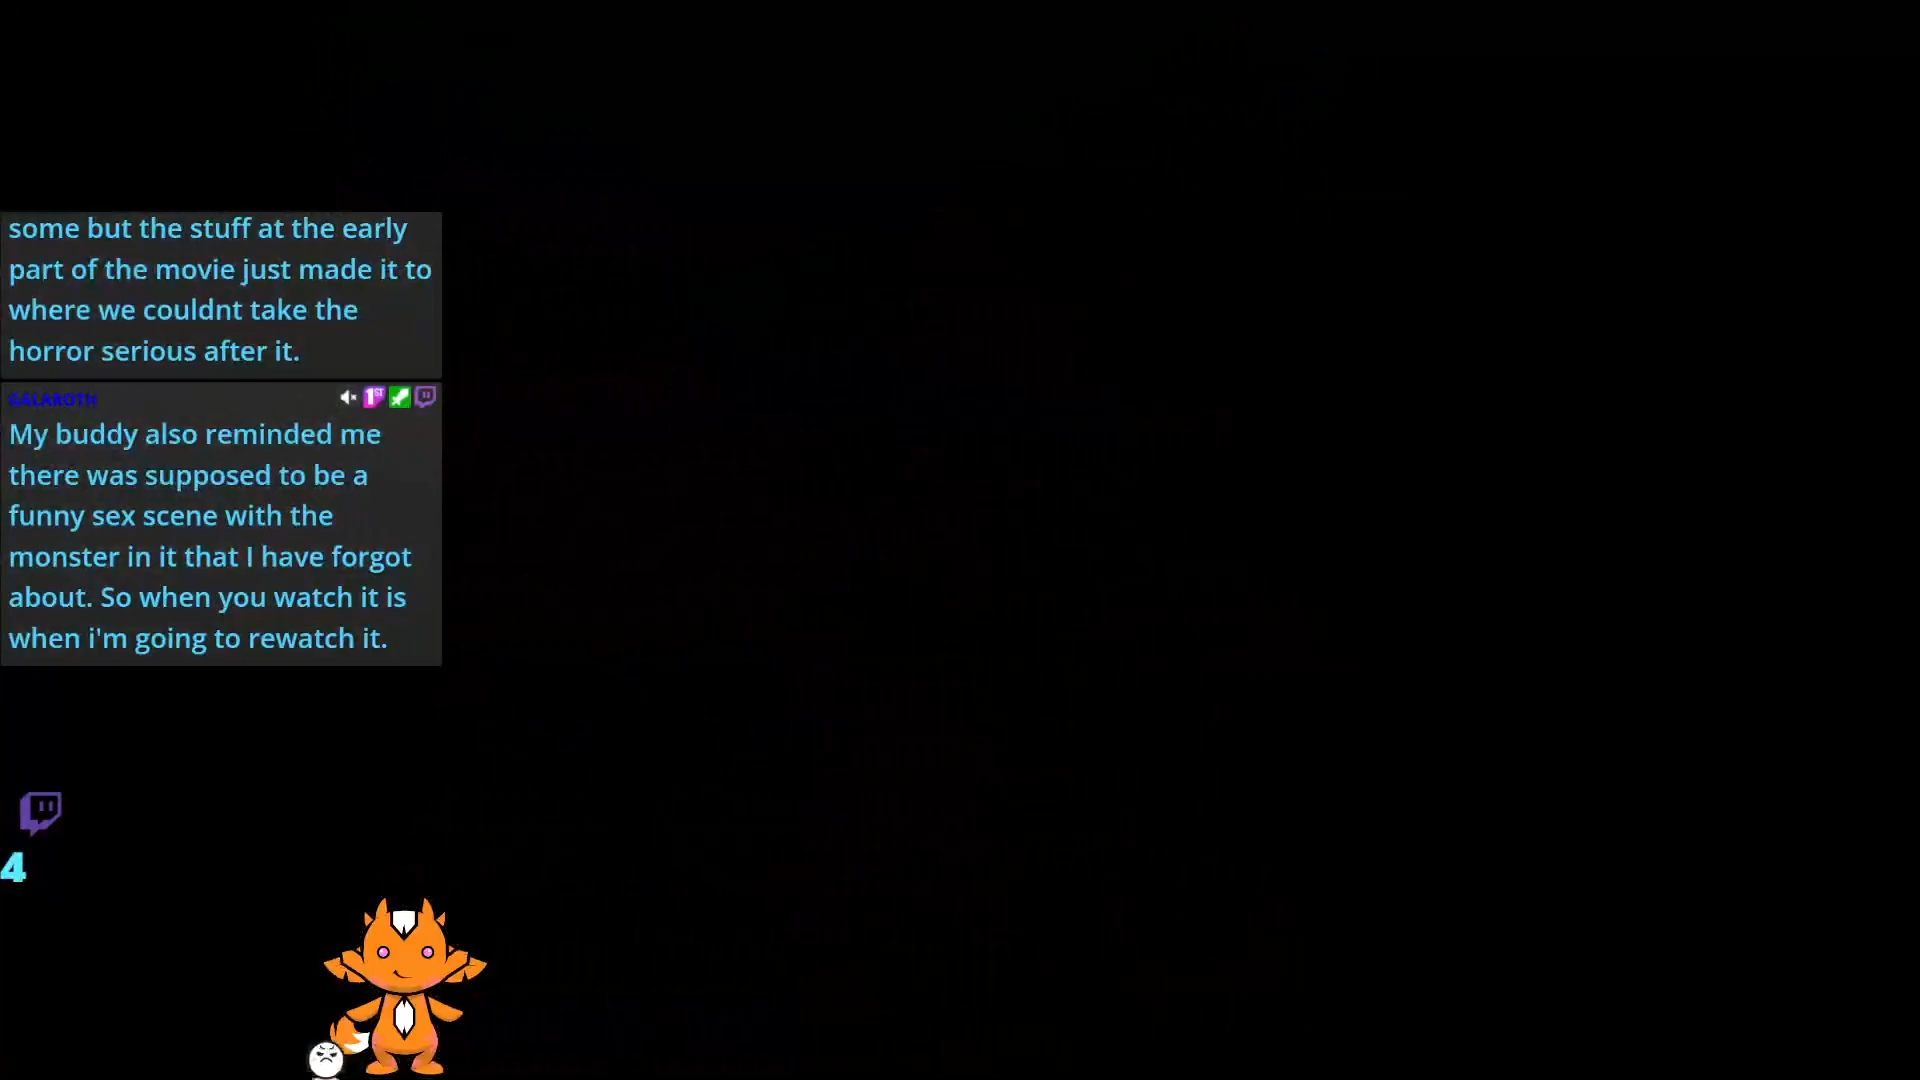 some but the stuff at the early
part of the movie just made it to
where we couldnt take the
horror serious after it.
GALAROTH
1ST
My buddy also reminded me
there was supposed to be a
funny sex scene with the
monster in it that I have forgot
about. So when you watch it is
when i'm going to rewatch it.
4